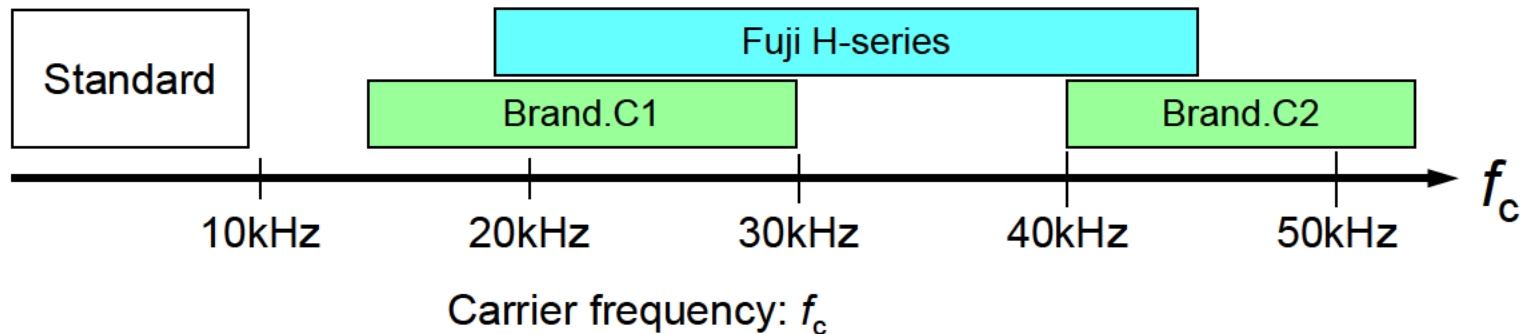 Fuji H-series
Standard
Brand.C1
Brand.C2
10kHz
20kHz
30kHz
40kHz
50kHz
fc
Carrier frequency: fc